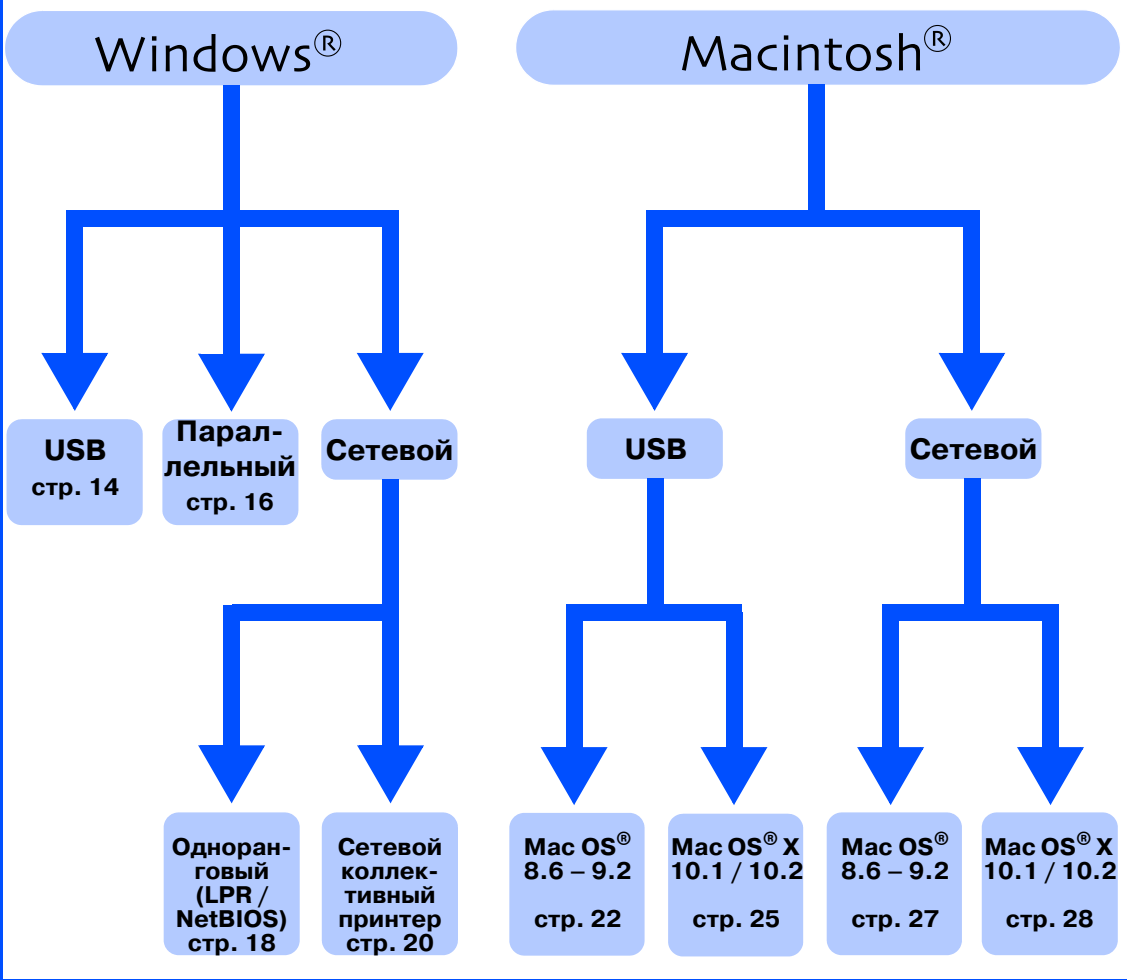 Windows®
Macintosh®
USB
стр. 14
Парал-
лельный
стр. 16
Сетевой
USB
Сетевой
Одноран-
говый
(LPR /
NetBIOS)
стр. 18
Сетевой
коллек-
тивный
принтер
стр. 20
Mac OS®
8.6 – 9.2
стр. 22
Mac OS® X
10.1 / 10.2
стр. 25
Mac OS®
8.6 – 9.2
стр. 27
Mac OS® X
10.1 / 10.2
стр. 28